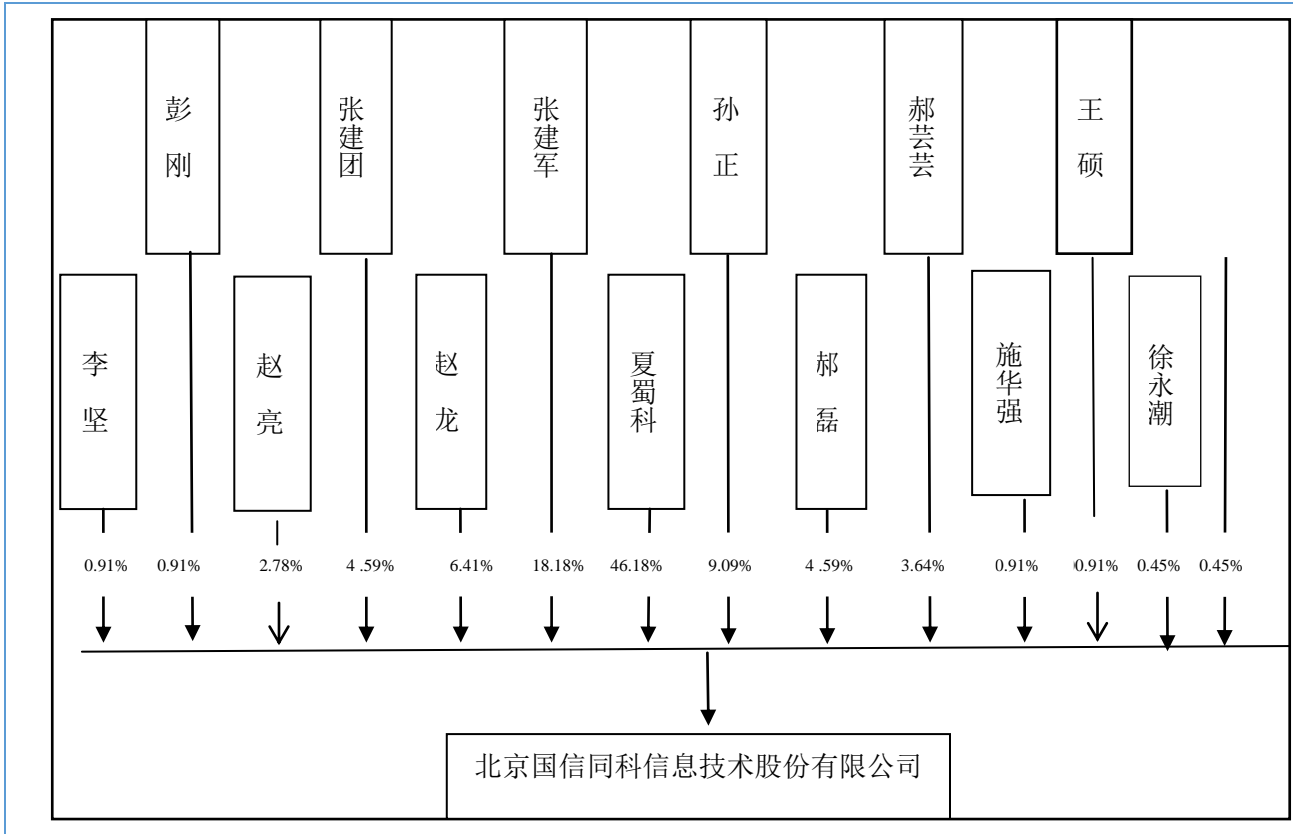 彭刚
张建团
张建军
孙正
郝芸芸
王硕
李坚
赵亮
赵龙
夏蜀科
郝磊
施华强
徐永潮
0.91% 0.91% 2.78% 4 .59% 6.41% 18.18% 46.18% 9.09% 4 .59% 3.64% 0.91% 0.91% 0.45% 0.45%
北京国信同科信息技术股份有限公司